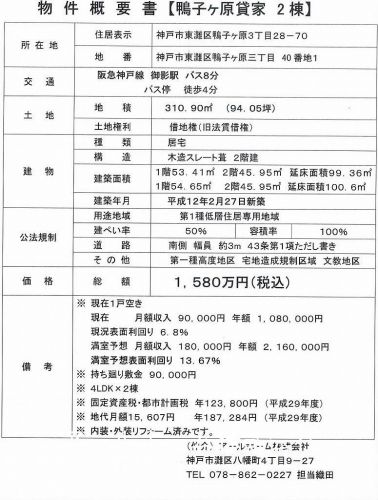 物件概要書【鴨子ヶ原貸家 2棟】
所在地 住居表示 神戸市東灘区鴨子ヶ原3丁目28-70
地番 神戸市東灘区鴨子ヶ原三丁目 40番地1
交通 阪急神戸線 御影駅 バス8分
バス停 徒歩4分
土地 地積 310.90㎡ (94.05坪)
土地権利 借地権(旧法賃借権)
建物 種類 居宅
構造 木造スレート葺 2階建
建築面積 1階53.41㎡ 2階45.95㎡ 延床面積99.36㎡
1階54.65㎡ 2階45.95㎡ 延床面積100.6㎡
建築年月 平成12年2月27日新築
公法規制 用途地域 第1種低層住居専用地域
建ぺい率 50% 容積率 100%
道路 南側 幅員 約3m 43条第1項ただし書き
その他 第一種高度地区 宅地造成規制区域 文教地区
価格 総額 1,580万円(税込)
備考 ※ 現在1戸空き
現在 月額収入 90,000円 年額 1,080,000円
現況表面利回り 6.8%
満室予想 月額収入 180,000円 年額 2,160,000円
満室予想表面利回り 13.67%
※ 持ち廻り敷金 90,000円
※ 4LDK×2棟
※ 固定資産税・都市計画税 年123,800円 (平成29年度)
※ 地代月額15,607円 年187,284円 (平成29年度)
※ 内装・外装リフォーム済みです。
神戸市灘区八幡町4丁目9-27
TEL 078-862-0227 担当織田